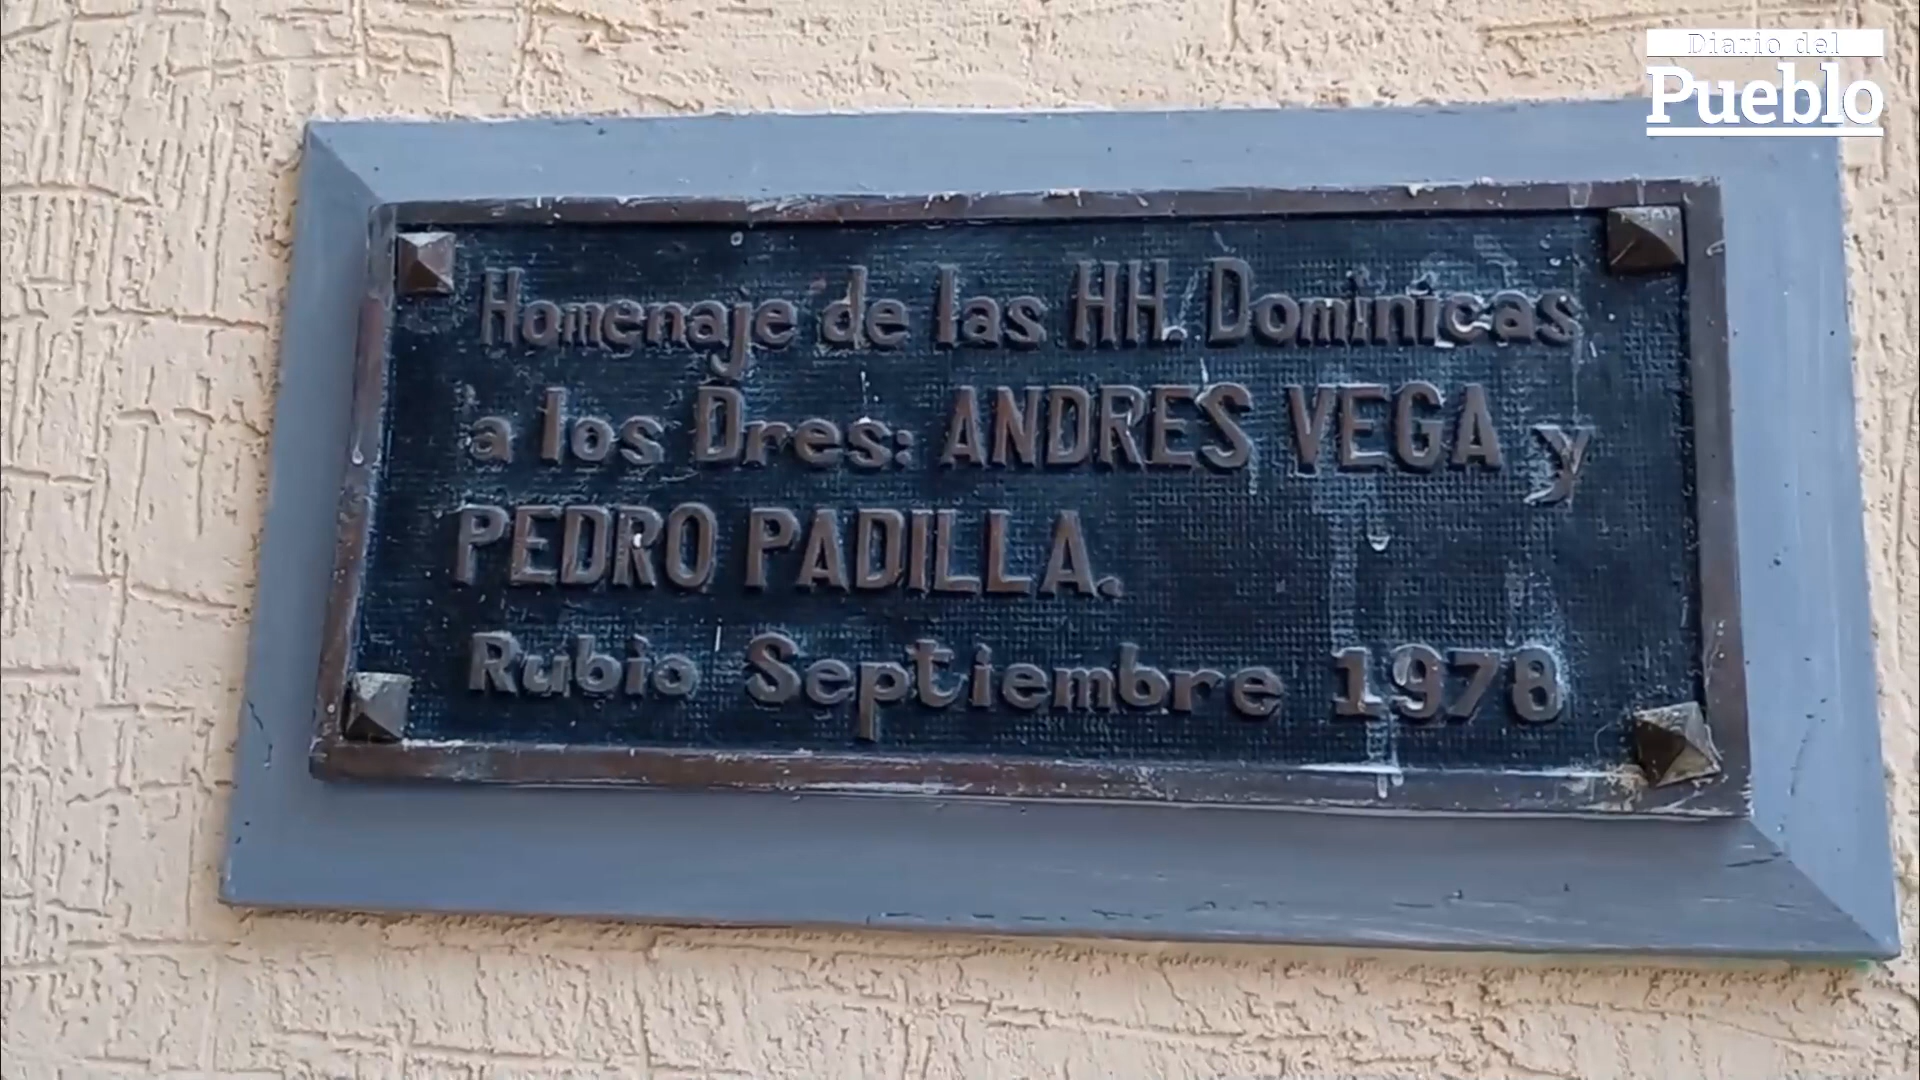 Diario del
Pueblo
Homenaje de las HH. Dominicas
a los Dres: ANDRES VEGA y
PEDRO PADILLA.
Rubio Septiembre 1978